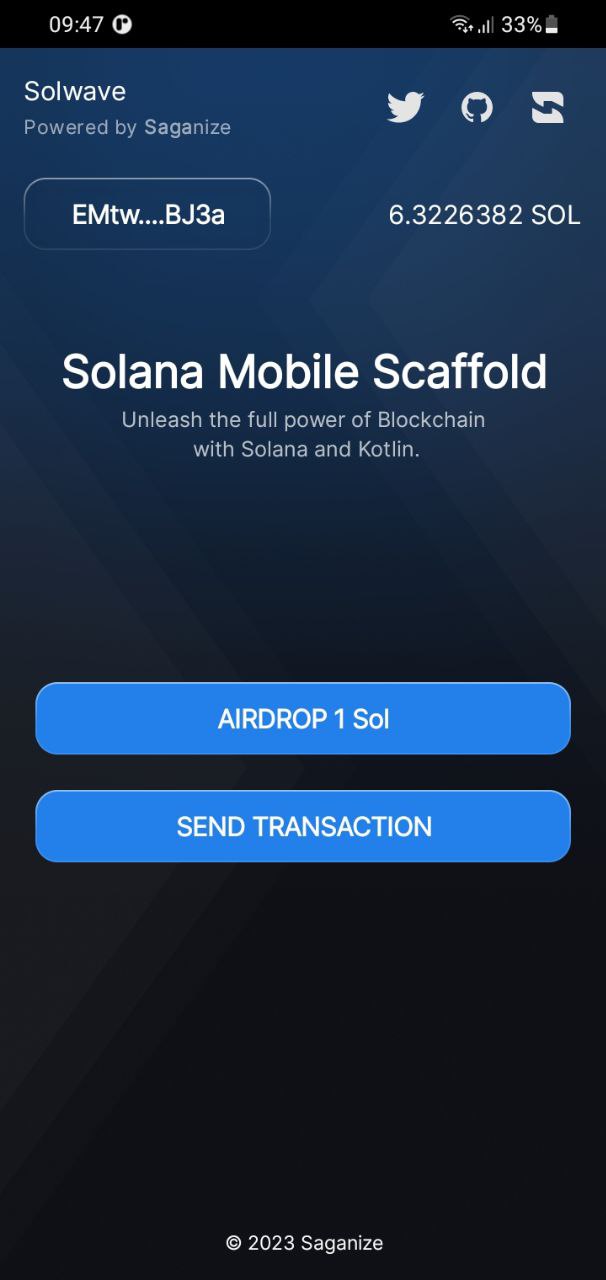 09:47 33%
Solwave
Powered by Saganize
EMtw....BJ3a 6.3226382 SOL
Solana Mobile Scaffold
Unleash the full power of Blockchain
with Solana and Kotlin.
AIRDROP 1 Sol
SEND TRANSACTION
© 2023 Saganize